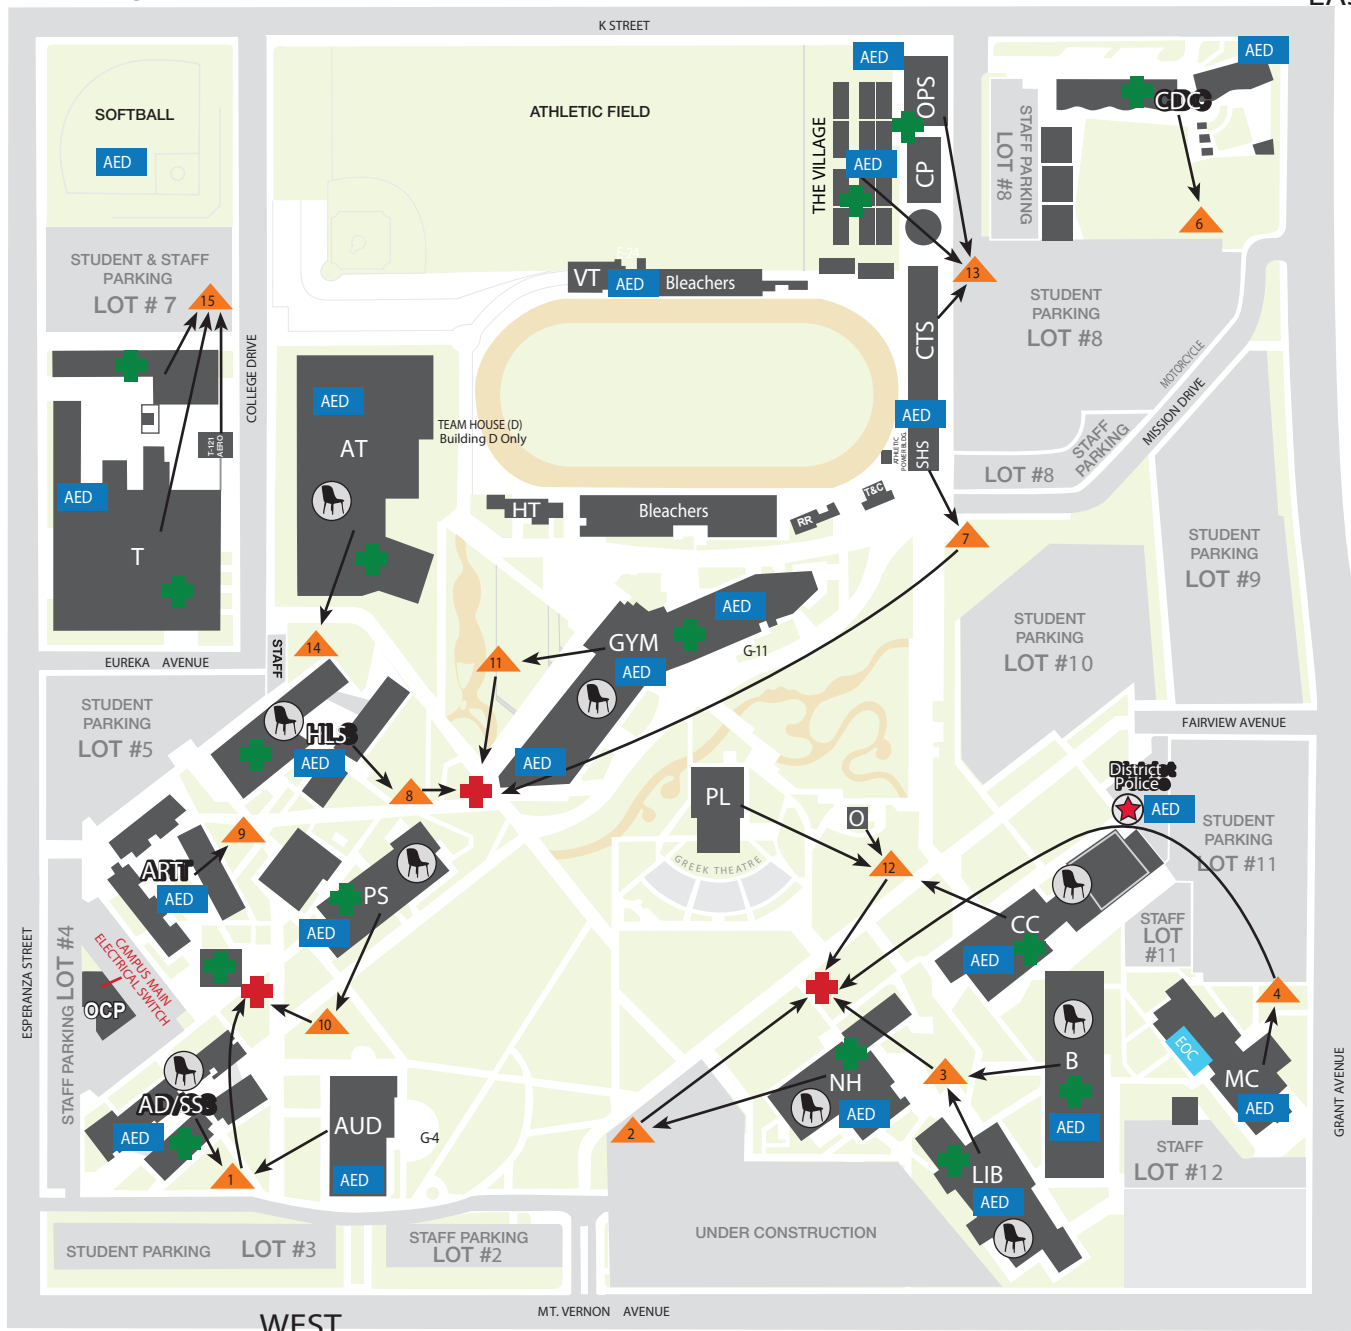 K STREET
SOFTBALL
AED
ATHLETIC FIELD
THE VILLAGE
AED
OPS
AED
CP
STAFF PARKING
LOT #8
CDC
AED
6
STUDENT & STAFF
PARKING
LOT # 7
15
COLLEGE DRIVE
VT
AED
Bleachers
13
CTS
STUDENT
PARKING
LOT #8
MOTORCYCLE
MISSION DRIVE
AED
AT
TEAM HOUSE (D)
Building D Only
AED
ATHLETIC
POWER BLDG.
SHS
STAFF
PARKING
LOT #8
T-121
AERO
AED
T
HT
Bleachers
RR
T&C
7
STUDENT
PARKING
LOT #9
EUREKA AVENUE
STAFF
14
11
GYM
AED
AED
AED
G-11
STUDENT
PARKING
LOT #10
STUDENT
PARKING
LOT #5
HLS
AED
8
9
FAIRVIEW AVENUE
District
Police
AED
STUDENT
PARKING
LOT #11
PL
O
GREEK THEATRE
12
ART
AED
PS
AED
CC
AED
STAFF
LOT
#11
ESPERANZA STREET
STAFF PARKING LOT #4
CAMPUS MAIN
ELECTRICAL SWITCH
OCP
10
4
EOC
MC
AED
B
AED
3
NH
AED
2
AD/SS
AED
1
AUD
AED
G-4
LIB
AED
STAFF
LOT #12
GRANT AVENUE
STUDENT PARKING LOT #3
STAFF PARKING
LOT #2
UNDER CONSTRUCTION
MT. VERNON AVENUE
WEST